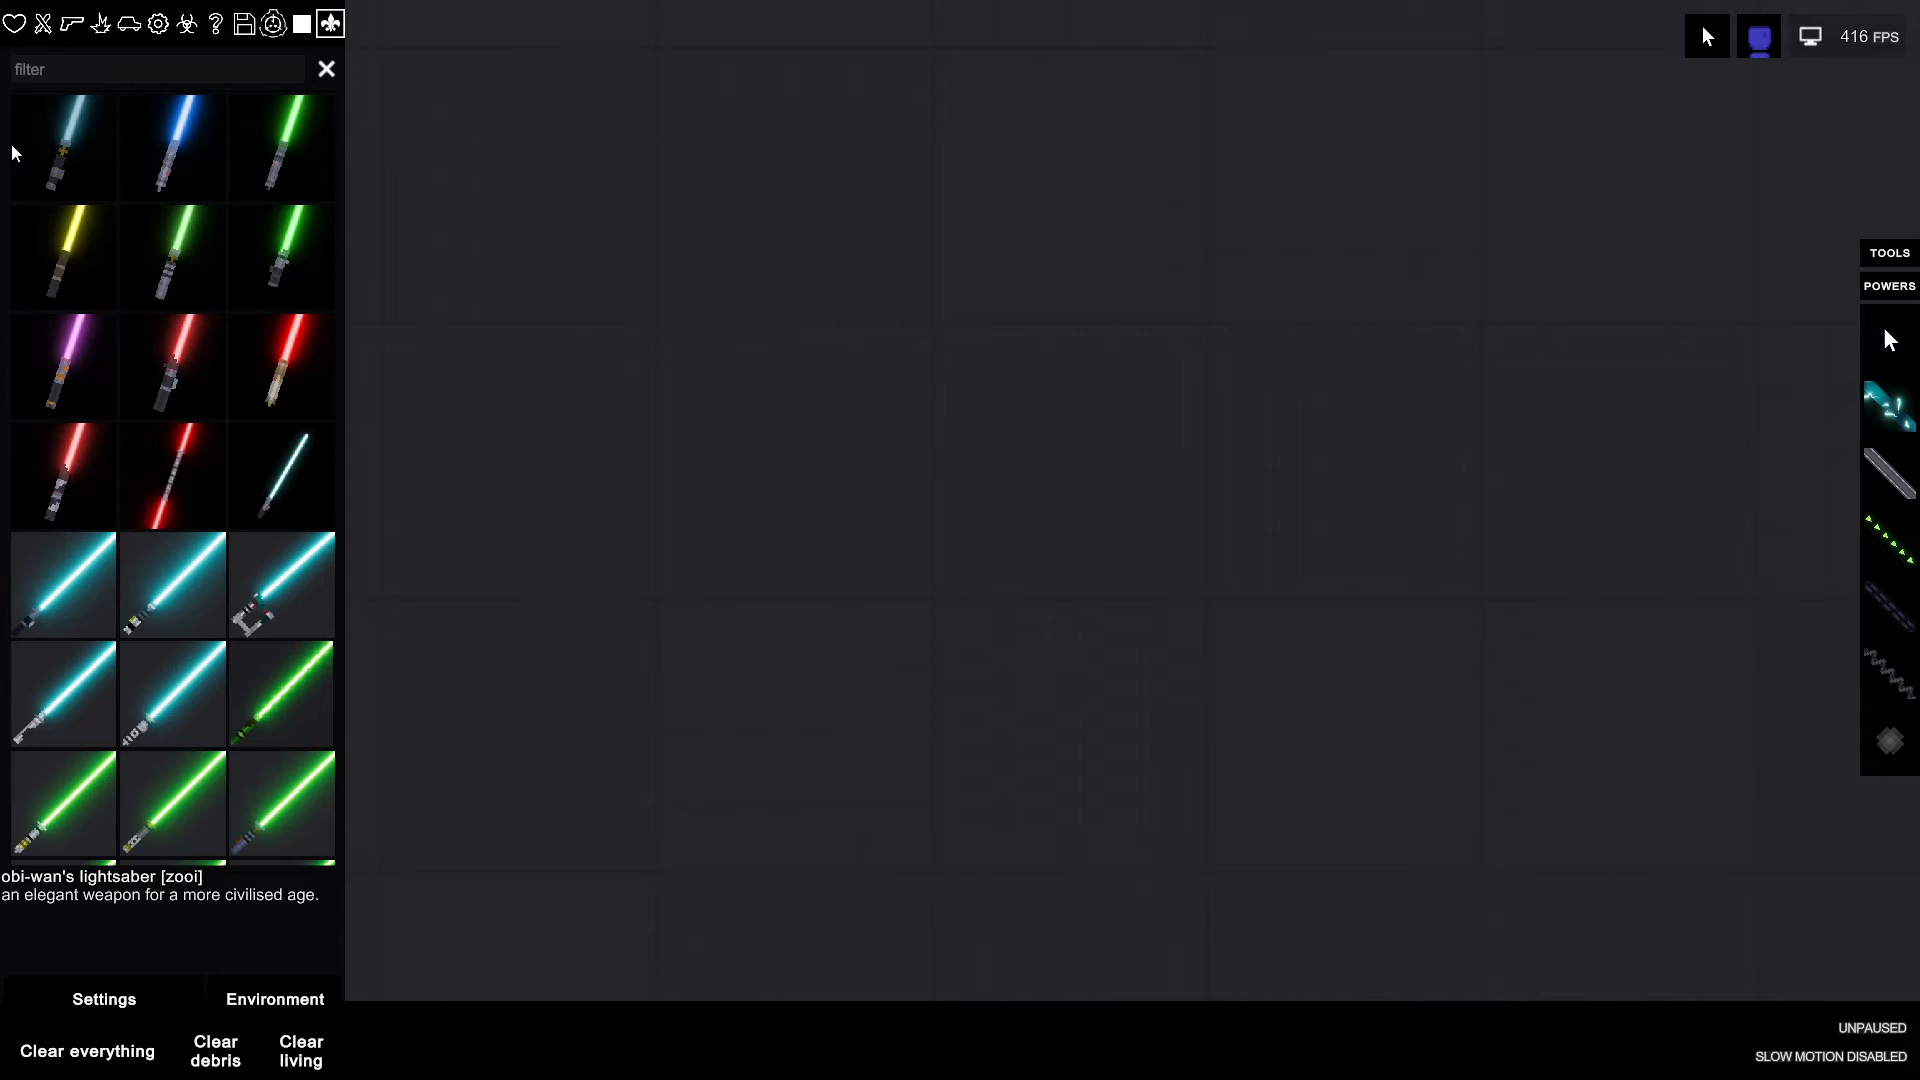 416 FPS
filter
TOOLS
POWERS
obi-wan's lightsaber [zooi]
an elegant weapon for a more civilised age.
Settings
Environment
Clear everything
Clear
debris
Clear
living
UNPAUSED
SLOW MOTION DISABLED